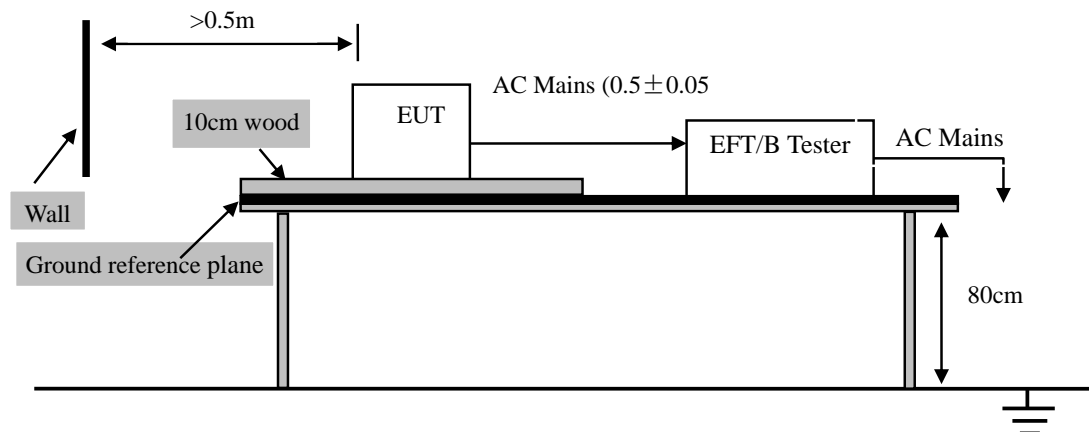 >0.5m
AC Mains (0.5±0.05
EUT
10cm wood
EFT/B Tester
AC Mains
Wall
Ground reference plane
80cm